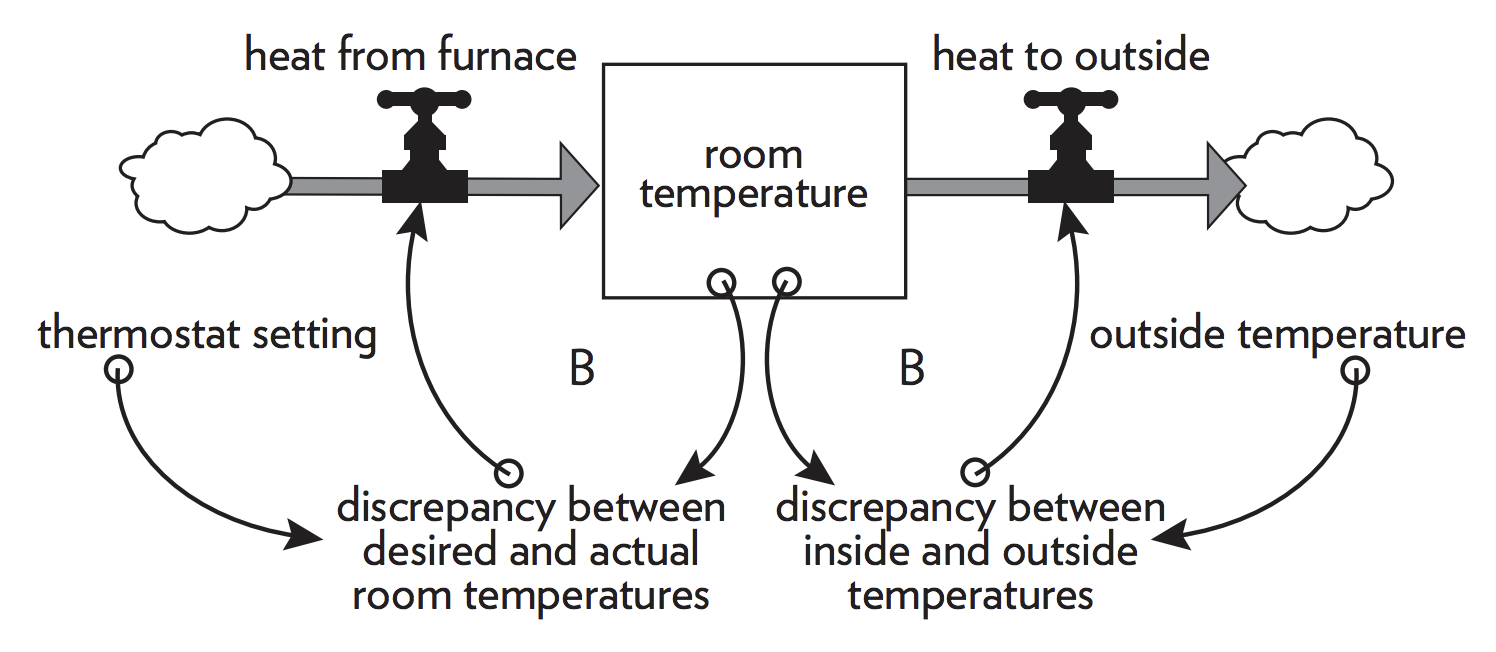 heat from furnace
heat to outside
room
temperature
thermostat setting
B
B
outside temperature
discrepancy between
desired and actual
room temperatures
discrepancy between
inside and outside
temperatures